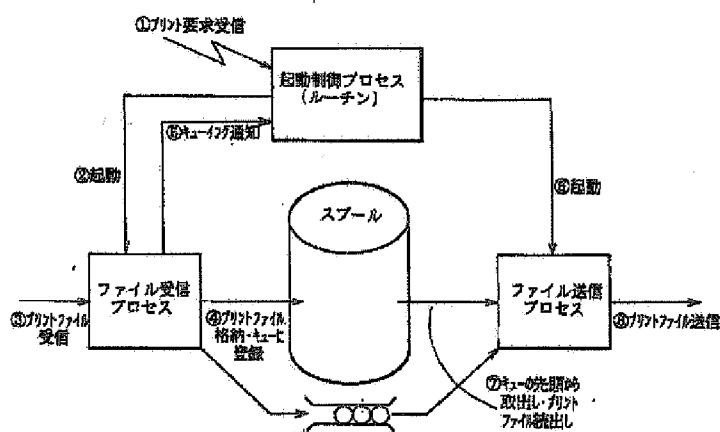 ①プリント要求受信
起動制御プロセス
(ルーチン)
⑤キューイング通知
②起動
⑥起動
スプール
ファイル受信
プロセス
③プリントファイル
受信
④プリントファイル
格納・キューに
登録
ファイル送信
プロセス
⑧プリントファイル送信
⑦キューの先頭から
取出し・プリント
ファイル読出し